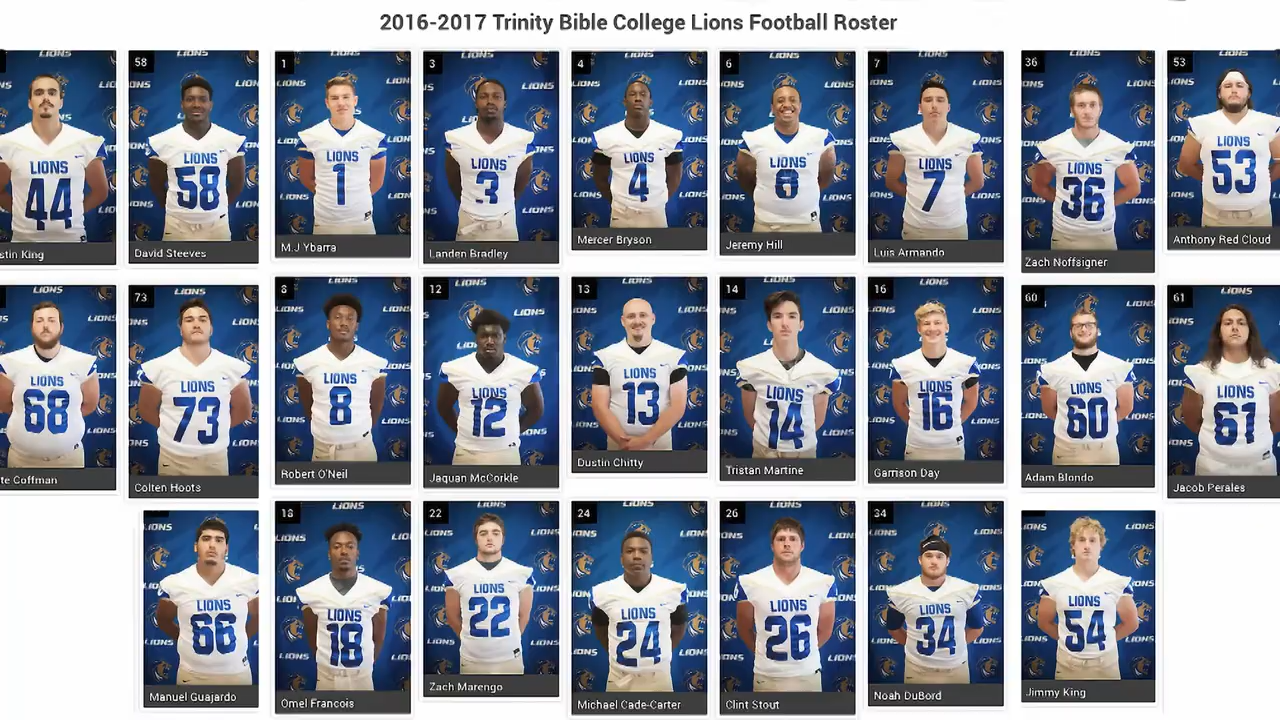 2016-2017 Trinity Bible College Lions Football Roster
LIONS 44
stin King
58
LIONS 58
David Steeves
1
LIONS 1
M.J Ybarra
3
LIONS 3
Landen Bradley
4
LIONS 4
Mercer Bryson
6
LIONS 6
Jeremy Hill
7
LIONS 7
Luis Armando
36
LIONS 36
Zach Noffsigner
53
LIONS 53
Anthony Red Cloud
LIONS 68
te Coffman
73
LIONS 73
Colten Hoots
8
LIONS 8
Robert O'Neil
12
LIONS 12
Jaquan McCorkle
13
LIONS 13
Dustin Chitty
14
LIONS 14
Tristan Martine
16
LIONS 16
Garrison Day
60
LIONS 60
Adam Blondo
61
LIONS 61
Jacob Perales
LIONS 66
Manuel Guajardo
18
LIONS 18
Omel Francois
22
LIONS 22
Zach Marengo
24
LIONS 24
Michael Cade-Carter
26
LIONS 26
Clint Stout
34
LIONS 34
Noah DuBord
LIONS 54
Jimmy King